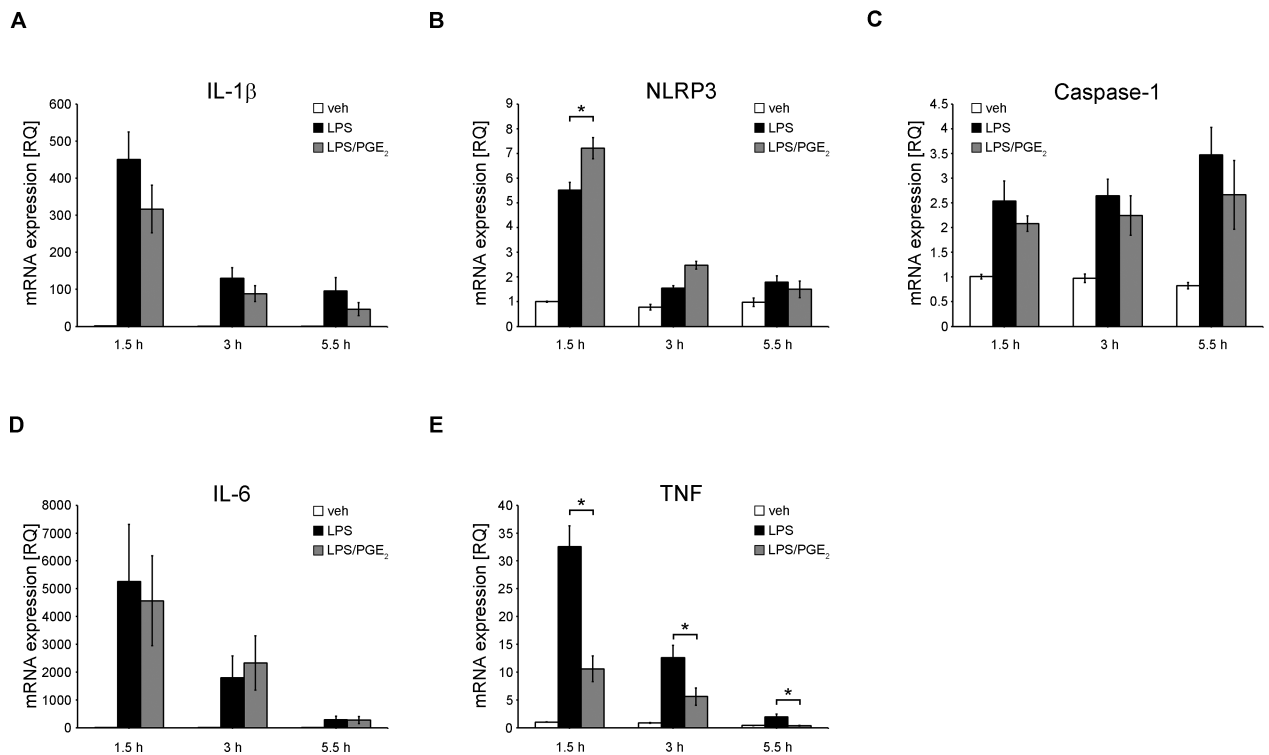 A
IL-1β
mRNA expression [RQ]
600
500
400
300
200
100
0
veh
LPS
LPS/PGE₂
1.5 h
3 h
5.5 h
B
NLRP3
mRNA expression [RQ]
9
8
7
6
5
4
3
2
1
0
*
veh
LPS
LPS/PGE₂
1.5 h
3 h
5.5 h
C
Caspase-1
mRNA expression [RQ]
4.5
4
3.5
3
2.5
2
1.5
1
0.5
0
veh
LPS
LPS/PGE₂
1.5 h
3 h
5.5 h
D
IL-6
mRNA expression [RQ]
8000
7000
6000
5000
4000
3000
2000
1000
0
veh
LPS
LPS/PGE₂
1.5 h
3 h
5.5 h
E
TNF
mRNA expression [RQ]
40
35
30
25
20
15
10
5
0
*
*
*
veh
LPS
LPS/PGE₂
1.5 h
3 h
5.5 h